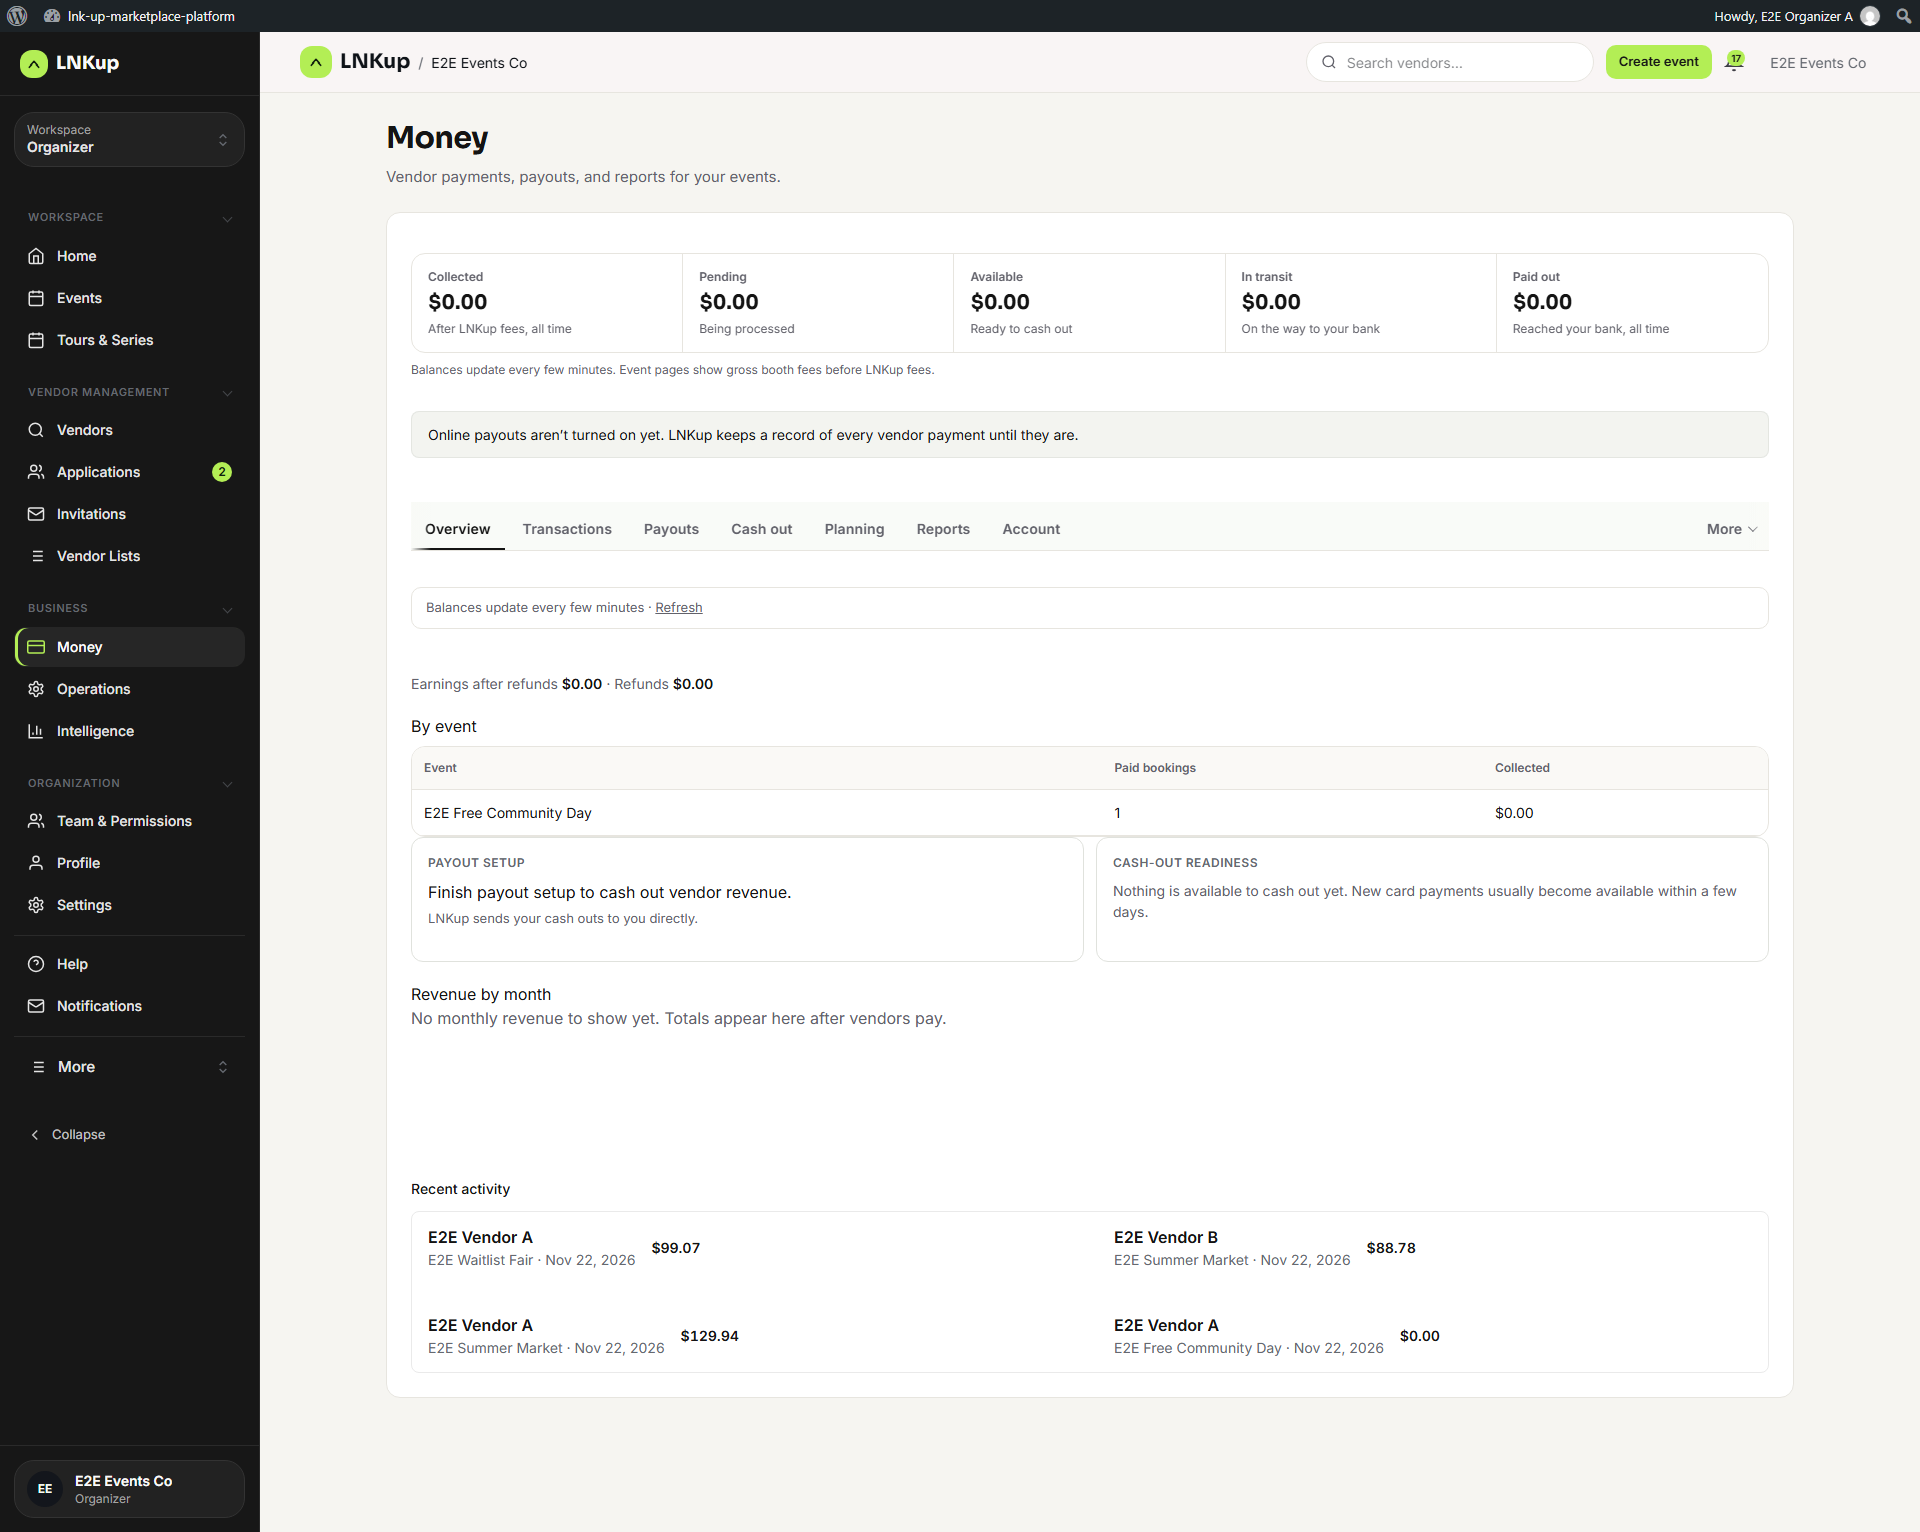 lnk-up-marketplace-platform
Howdy, E2E Organizer A
LNKup
Workspace
Organizer
WORKSPACE
Home
Events
Tours & Series
VENDOR MANAGEMENT
Vendors
Applications 2
Invitations
Vendor Lists
BUSINESS
Money
Operations
Intelligence
ORGANIZATION
Team & Permissions
Profile
Settings
Help
Notifications
More
Collapse
EE
E2E Events Co
Organizer
LNKup / E2E Events Co
Search vendors...
Create event
17
E2E Events Co
Money
Vendor payments, payouts, and reports for your events.
Collected
$0.00
After LNKup fees, all time
Pending
$0.00
Being processed
Available
$0.00
Ready to cash out
In transit
$0.00
On the way to your bank
Paid out
$0.00
Reached your bank, all time
Balances update every few minutes. Event pages show gross booth fees before LNKup fees.
Online payouts aren’t turned on yet. LNKup keeps a record of every vendor payment until they are.
Overview Transactions Payouts Cash out Planning Reports Account More
Balances update every few minutes · Refresh
Earnings after refunds $0.00 · Refunds $0.00
By event
Event Paid bookings Collected
E2E Free Community Day 1 $0.00
PAYOUT SETUP
Finish payout setup to cash out vendor revenue.
LNKup sends your cash outs to you directly.
CASH-OUT READINESS
Nothing is available to cash out yet. New card payments usually become available within a few
days.
Revenue by month
No monthly revenue to show yet. Totals appear here after vendors pay.
Recent activity
E2E Vendor A
E2E Waitlist Fair · Nov 22, 2026
$99.07
E2E Vendor B
E2E Summer Market · Nov 22, 2026
$88.78
E2E Vendor A
E2E Summer Market · Nov 22, 2026
$129.94
E2E Vendor A
E2E Free Community Day · Nov 22, 2026
$0.00